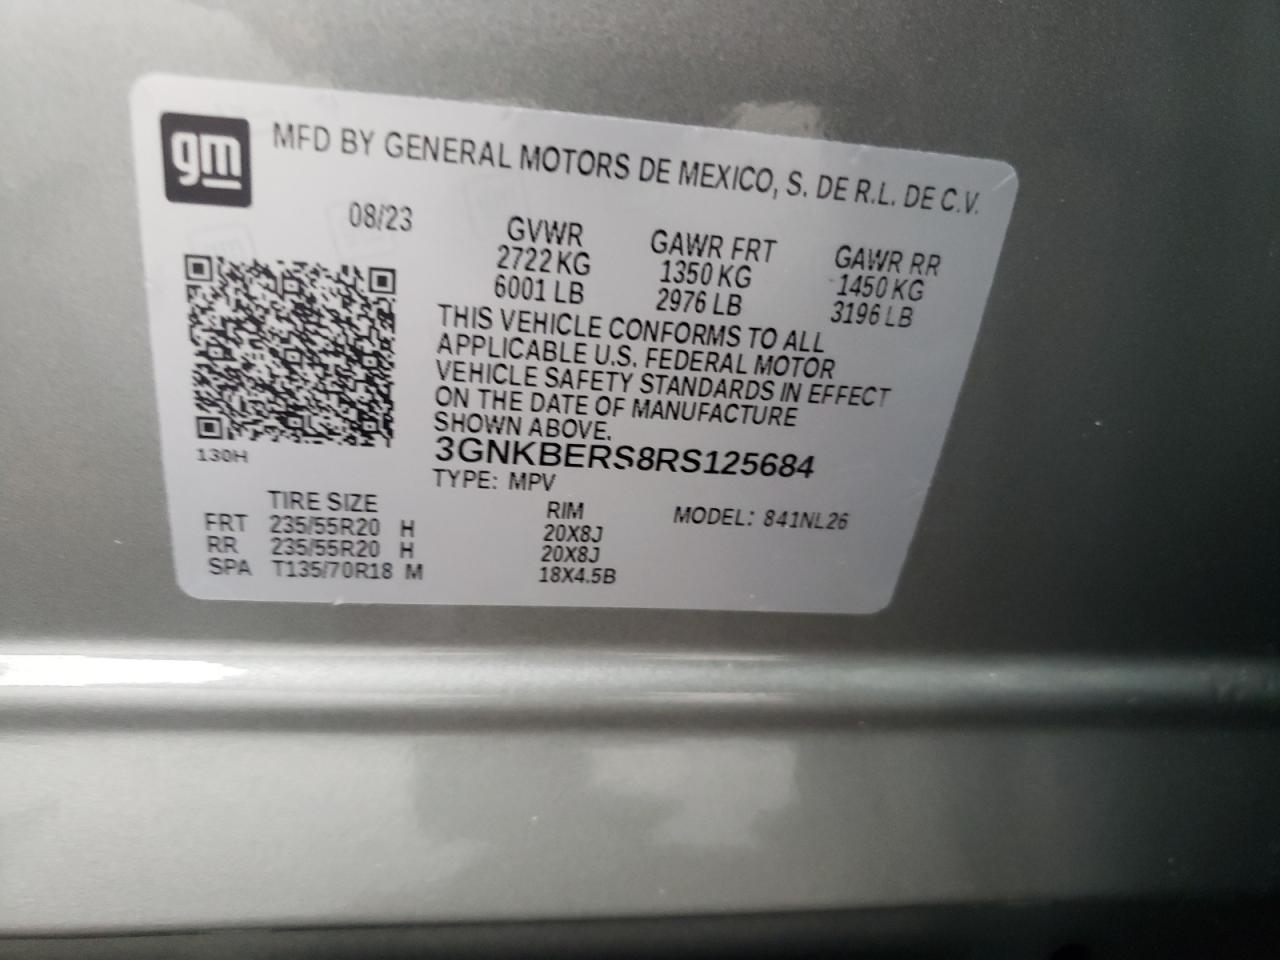 gm
MFD BY GENERAL MOTORS DE MEXICO, S. DE R.L. DE C.V.
08/23
GVWR GAWR FRT GAWR RR
2722 KG 1350 KG 1450 KG
6001 LB 2976 LB 3196 LB
THIS VEHICLE CONFORMS TO ALL
APPLICABLE U.S. FEDERAL MOTOR
VEHICLE SAFETY STANDARDS IN EFFECT
ON THE DATE OF MANUFACTURE
SHOWN ABOVE.
130H
3GNKBERS8RS125684
TYPE: MPV
TIRE SIZE RIM MODEL: 841NL26
FRT 235/55R20 H 20X8J
RR 235/55R20 H 20X8J
SPA T135/70R18 M 18X4.5B